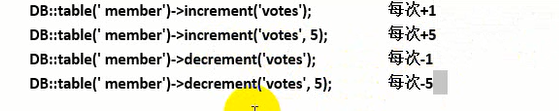 DB::table(' member')->increment('votes'); 每次+1
DB::table(' member')->increment('votes', 5); 每次+5
DB::table(' member')->decrement('votes'); 每次-1
DB::table(' member')->decrement('votes', 5); 每次-5